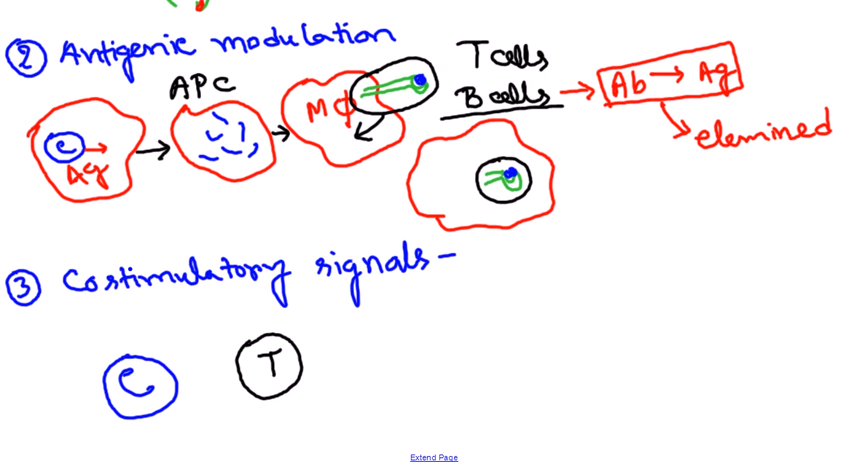 ② Antigenic modulation
APC
T cells
B cells → Ab → Ag
elemined
C
Ag
Mϕ
③ Costimulatory signals -
C
T
Extend Page